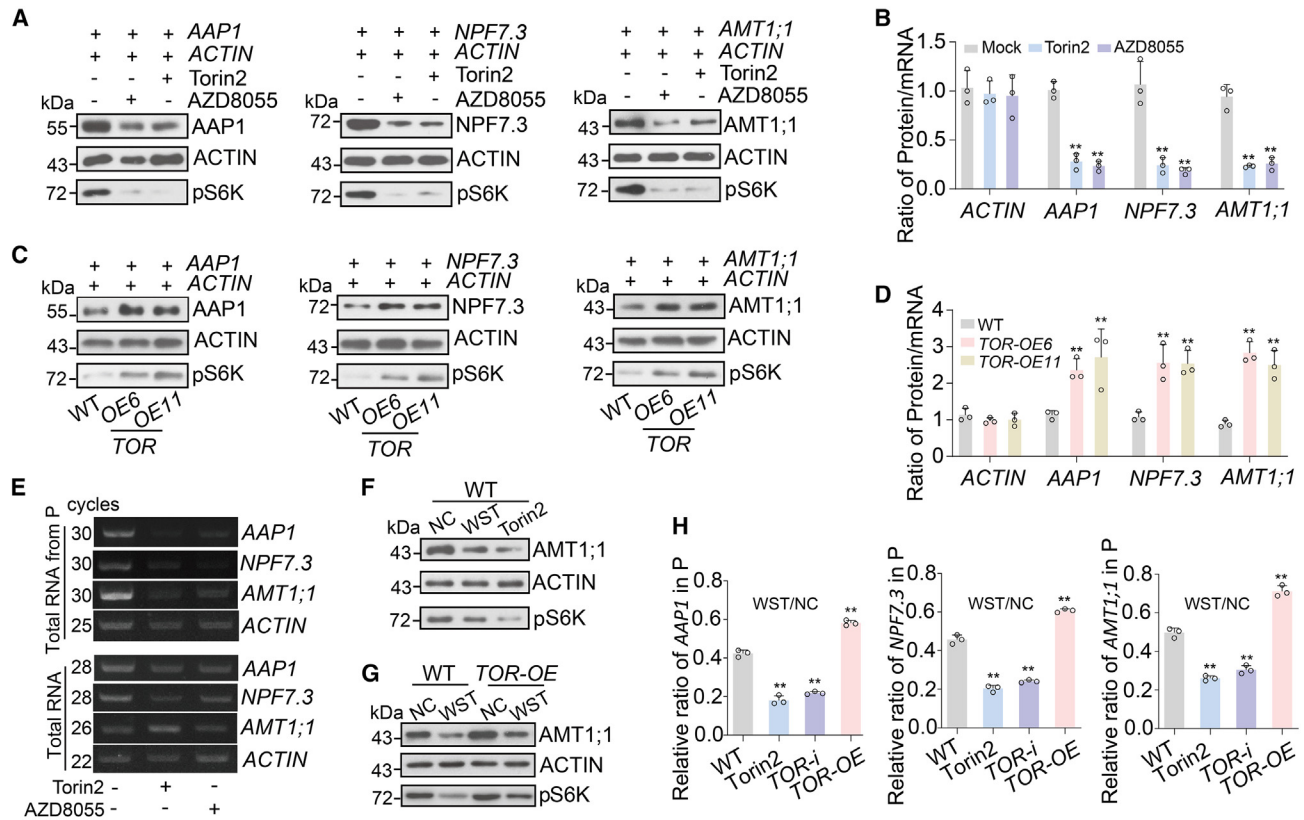 A
+ + + AAP1
+ + + ACTIN
- - + Torin2
kDa - + - AZD8055
55- AAP1
43- ACTIN
72- pS6K
+ + + NPF7.3
+ + + ACTIN
- - + Torin2
kDa - + - AZD8055
72- NPF7.3
43- ACTIN
72- pS6K
+ + + AMT1;1
+ + + ACTIN
- - + Torin2
kDa - + - AZD8055
43- AMT1;1
43- ACTIN
72- pS6K
B
Ratio of Protein/mRNA
1.5
1.0
0.5
0.0
Mock Torin2 AZD8055
** ** ** ** ** **
ACTIN AAP1 NPF7.3 AMT1;1
C
+ + + AAP1
kDa + + + ACTIN
55- AAP1
43- ACTIN
72- pS6K
WT OE6 OE11
TOR
+ + + NPF7.3
kDa + + + ACTIN
72- NPF7.3
43- ACTIN
72- pS6K
WT OE6 OE11
TOR
+ + + AMT1;1
kDa + + + ACTIN
43- AMT1;1
43- ACTIN
72- pS6K
WT OE6 OE11
TOR
D
Ratio of Protein/mRNA
4
3
2
1
0
WT
TOR-OE6
TOR-OE11
** ** ** ** ** **
ACTIN AAP1 NPF7.3 AMT1;1
E
cycles
Total RNA from P
30 AAP1
30 NPF7.3
30 AMT1;1
25 ACTIN
Total RNA
28 AAP1
28 NPF7.3
26 AMT1;1
22 ACTIN
Torin2 - + -
AZD8055 - - +
F
WT
kDa NC WST Torin2
43- AMT1;1
43- ACTIN
72- pS6K
G
WT TOR-OE
kDa NC WST NC WST
43- AMT1;1
43- ACTIN
72- pS6K
H
Relative ratio of AAP1 in P
0.8
0.6
0.4
0.2
0.0
WST/NC
** ** **
WT Torin2 TOR-i TOR-OE
Relative ratio of NPF7.3 in P
0.8
0.6
0.4
0.2
0.0
WST/NC
** ** **
WT Torin2 TOR-i TOR-OE
Relative ratio of AMT1;1 in P
0.8
0.6
0.4
0.2
0.0
WST/NC
** ** **
WT Torin2 TOR-i TOR-OE